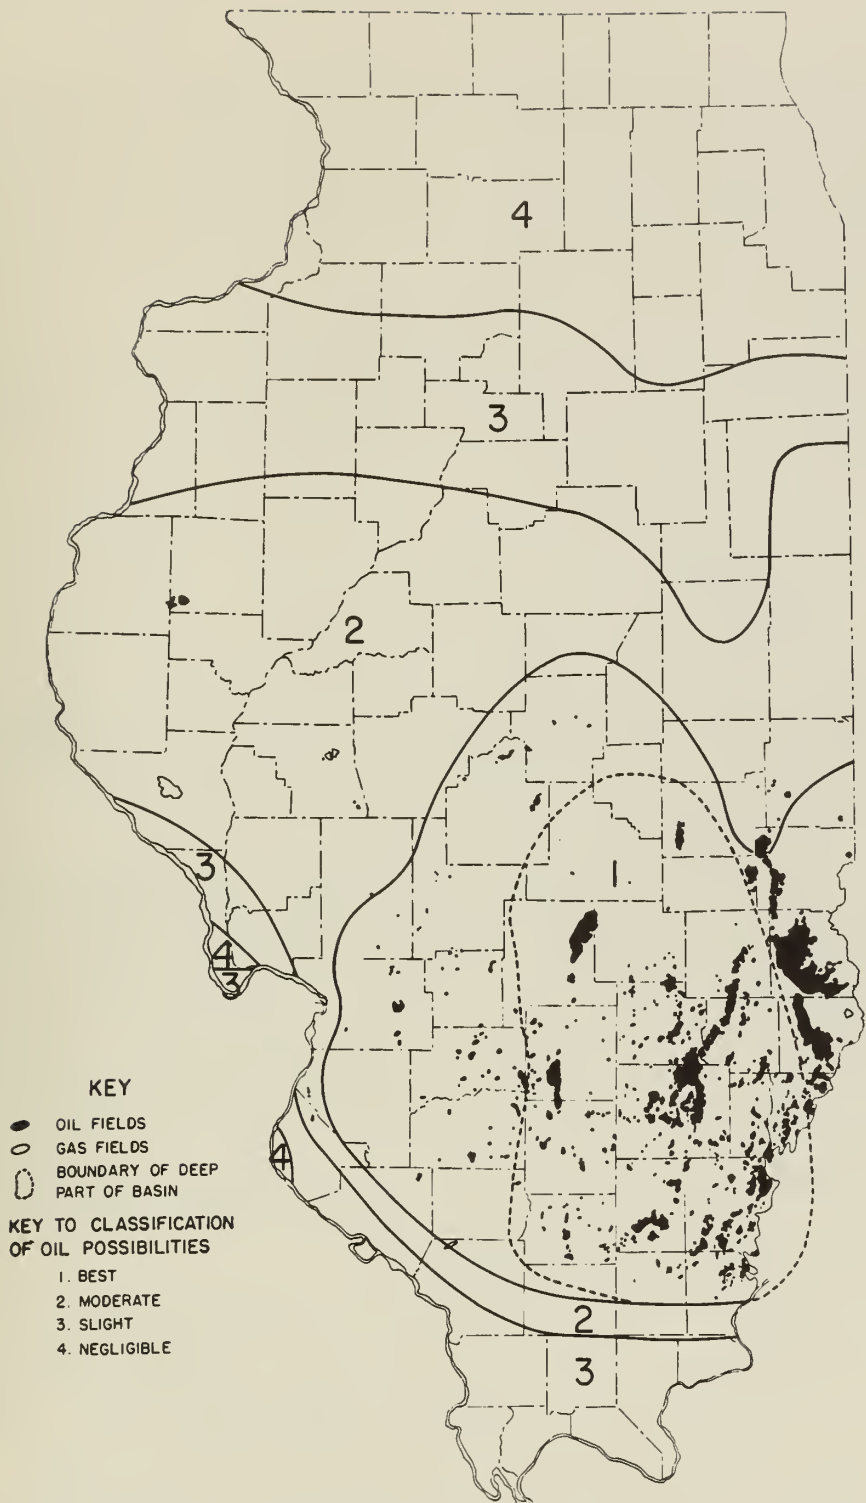 4
3
2
1
3
4
3
KEY
OIL FIELDS
GAS FIELDS
4
BOUNDARY OF DEEP
PART OF BASIN
KEY TO CLASSIFICATION
OF OIL POSSIBILITIES
1. BEST
2. MODERATE
3. SLIGHT
4. NEGLIGIBLE
2
3